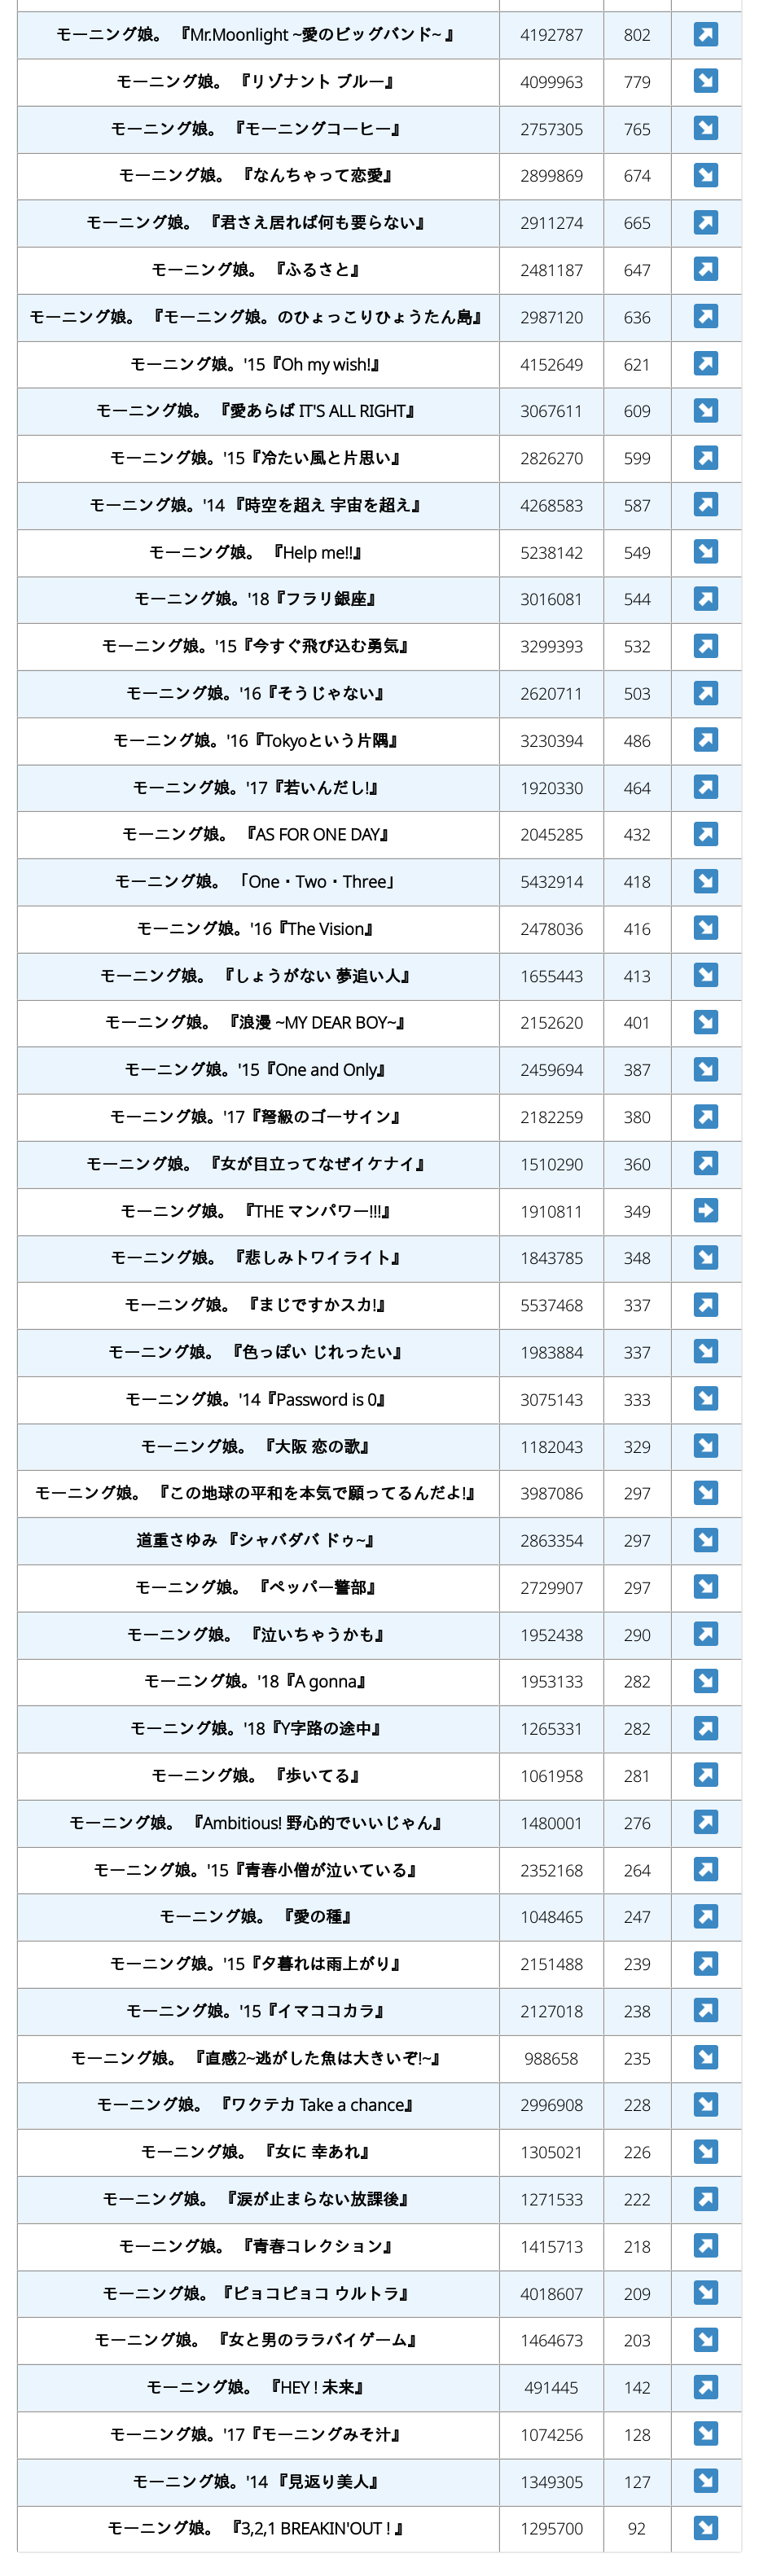 モーニング娘。 『Mr.Moonlight ~愛のビッグバンド~ 』 4192787 802 ↗
モーニング娘。 『リゾナント ブルー』 4099963 779 ↘
モーニング娘。 『モーニングコーヒー』 2757305 765 ↘
モーニング娘。 『なんちゃって恋愛』 2899869 674 ↘
モーニング娘。 『君さえ居れば何も要らない』 2911274 665 ↗
モーニング娘。 『ふるさと』 2481187 647 ↗
モーニング娘。 『モーニング娘。のひょっこりひょうたん島』 2987120 636 ↗
モーニング娘。'15『Oh my wish!』 4152649 621 ↗
モーニング娘。 『愛あらば IT'S ALL RIGHT』 3067611 609 ↘
モーニング娘。'15『冷たい風と片思い』 2826270 599 ↗
モーニング娘。'14 『時空を超え 宇宙を超え』 4268583 587 ↗
モーニング娘。 『Help me!!』 5238142 549 ↘
モーニング娘。'18『フラリ銀座』 3016081 544 ↗
モーニング娘。'15『今すぐ飛び込む勇気』 3299393 532 ↗
モーニング娘。'16『そうじゃない』 2620711 503 ↗
モーニング娘。'16『Tokyoという片隅』 3230394 486 ↗
モーニング娘。'17『若いんだし!』 1920330 464 ↗
モーニング娘。 『AS FOR ONE DAY』 2045285 432 ↗
モーニング娘。 「One・Two・Three」 5432914 418 ↘
モーニング娘。'16『The Vision』 2478036 416 ↘
モーニング娘。 『しょうがない 夢追い人』 1655443 413 ↘
モーニング娘。 『浪漫 ~MY DEAR BOY~』 2152620 401 ↘
モーニング娘。'15『One and Only』 2459694 387 ↘
モーニング娘。'17『弩級のゴーサイン』 2182259 380 ↗
モーニング娘。 『女が目立ってなぜイケナイ』 1510290 360 ↗
モーニング娘。 『THE マンパワー!!!』 1910811 349 ➡
モーニング娘。 『悲しみトワイライト』 1843785 348 ↘
モーニング娘。 『まじですかスカ!』 5537468 337 ↗
モーニング娘。 『色っぽい じれったい』 1983884 337 ↘
モーニング娘。'14『Password is 0』 3075143 333 ↘
モーニング娘。 『大阪 恋の歌』 1182043 329 ↘
モーニング娘。 『この地球の平和を本気で願ってるんだよ!』 3987086 297 ↘
道重さゆみ 『シャバダバ ドゥ~』 2863354 297 ↘
モーニング娘。 『ペッパー警部』 2729907 297 ↘
モーニング娘。 『泣いちゃうかも』 1952438 290 ↗
モーニング娘。'18『A gonna』 1953133 282 ↘
モーニング娘。'18『Y字路の途中』 1265331 282 ↗
モーニング娘。 『歩いてる』 1061958 281 ↗
モーニング娘。 『Ambitious! 野心的でいいじゃん』 1480001 276 ↗
モーニング娘。'15『青春小僧が泣いている』 2352168 264 ↗
モーニング娘。 『愛の種』 1048465 247 ↗
モーニング娘。'15『夕暮れは雨上がり』 2151488 239 ↗
モーニング娘。'15『イマココカラ』 2127018 238 ↗
モーニング娘。 『直感2~逃がした魚は大きいぞ!~』 988658 235 ↘
モーニング娘。 『ワクテカ Take a chance』 2996908 228 ↘
モーニング娘。 『女に 幸あれ』 1305021 226 ↘
モーニング娘。 『涙が止まらない放課後』 1271533 222 ↗
モーニング娘。 『青春コレクション』 1415713 218 ↗
モーニング娘。『ピョコピョコ ウルトラ』 4018607 209 ↘
モーニング娘。 『女と男のララバイゲーム』 1464673 203 ↘
モーニング娘。 『HEY ! 未来』 491445 142 ↗
モーニング娘。'17『モーニングみそ汁』 1074256 128 ↘
モーニング娘。'14 『見返り美人』 1349305 127 ↘
モーニング娘。 『3,2,1 BREAKIN'OUT ! 』 1295700 92 ↘